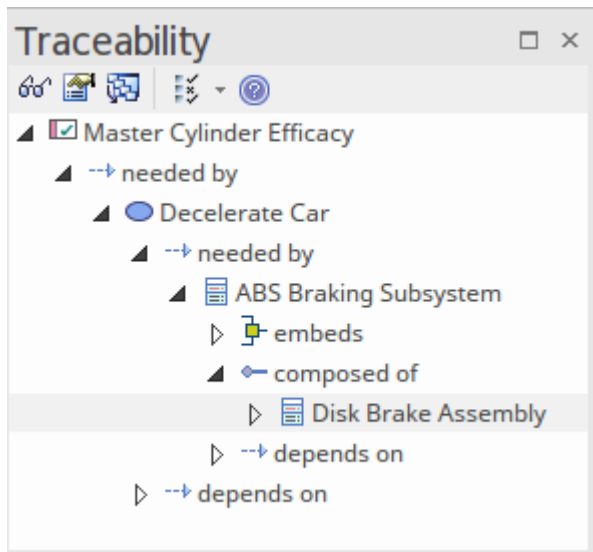 Traceability
Master Cylinder Efficacy
needed by
Decelerate Car
needed by
ABS Braking Subsystem
embeds
composed of
Disk Brake Assembly
depends on
depends on